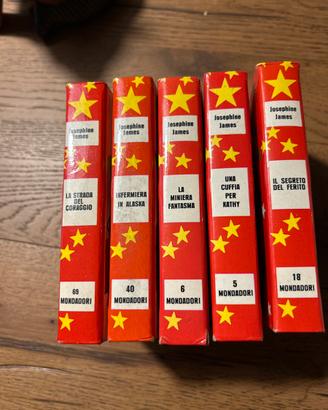 Josephine
James
LA STRADA
DEL
CORAGGIO
69
MONDADORI
Josephine
James
INFERMIERA
IN ALASKA
40
MONDADORI
Josephine
James
LA
MINIERA
FANTASMA
6
MONDADORI
Josephine
James
UNA
CUFFIA
PER
KATHY
5
MONDADORI
Josephine
James
IL SEGRETO
DEL FERITO
18
MONDADORI